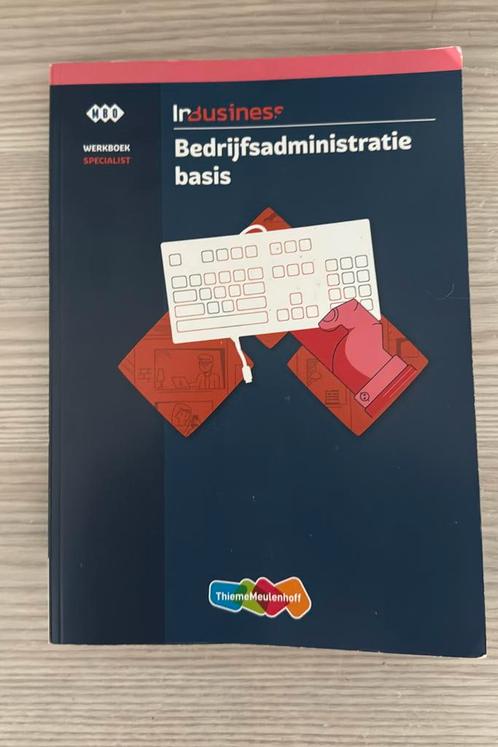 MBO
WERKBOEK
SPECIALIST
InBusiness
Bedrijfsadministratie
basis
ThiemeMeulenhoff